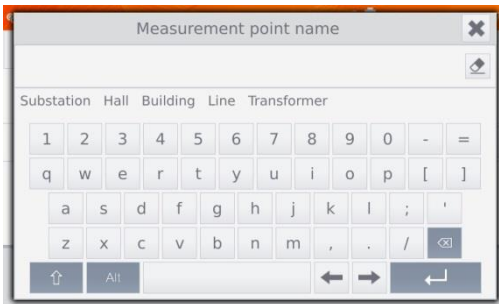 Measurement point name
Substation Hall Building Line Transformer
1 2 3 4 5 6 7 8 9 0 - =
q w e r t y u i o p [ ]
a s d f g h j k l ; '
z x c v b n m , . /
Alt